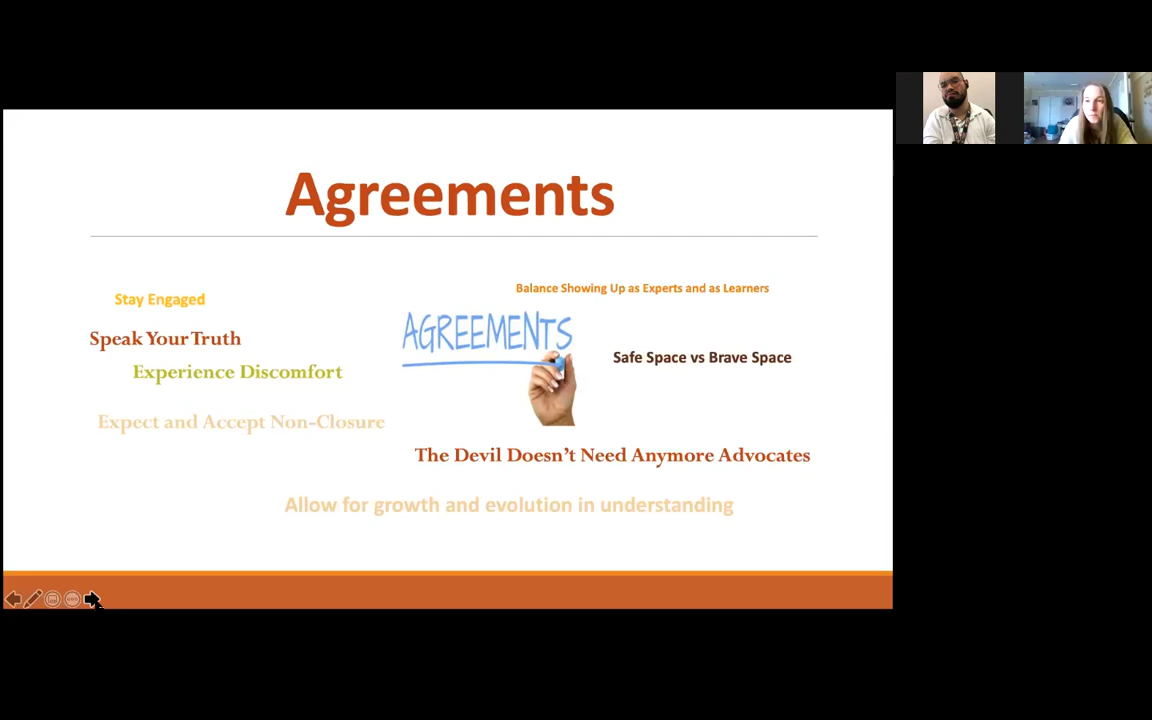 Agreements
Stay Engaged
Balance Showing Up as Experts and as Learners
AGREEMENTS
Speak Your Truth
Safe Space vs Brave Space
Experience Discomfort
Expect and Accept Non-Closure
The Devil Doesn’t Need Anymore Advocates
Allow for growth and evolution in understanding